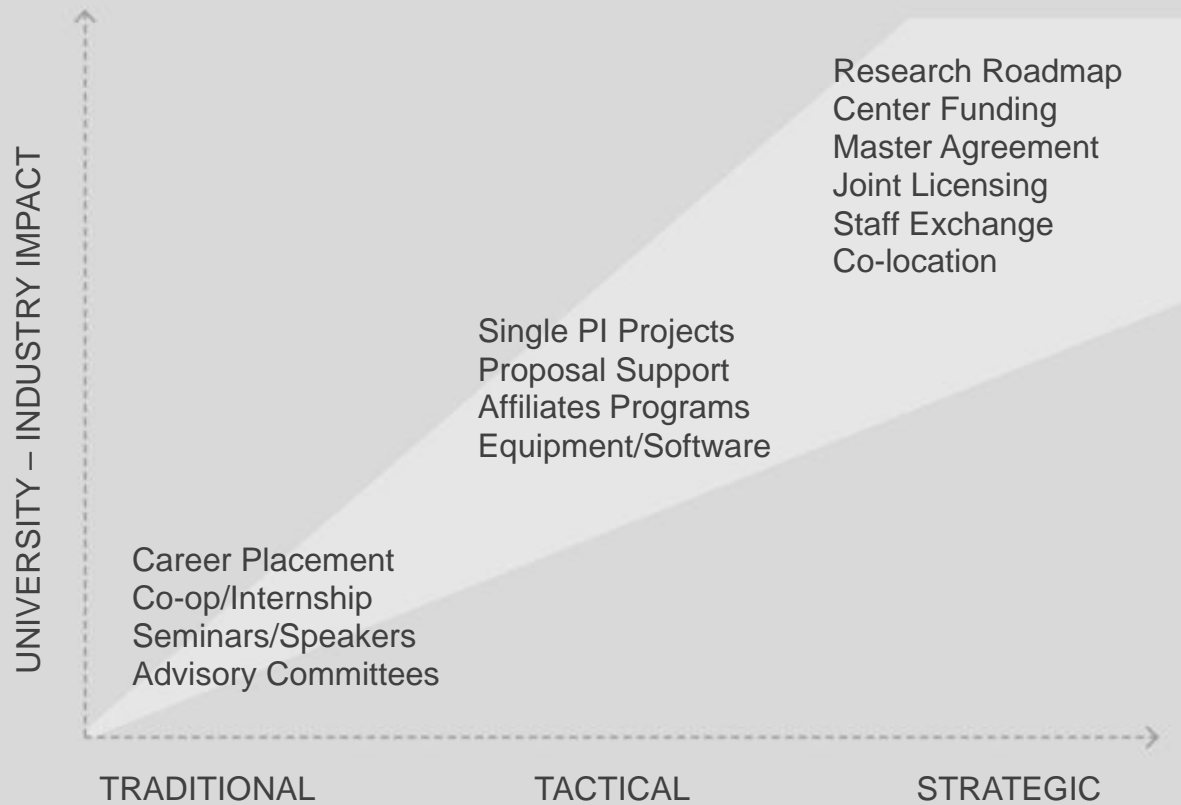 UNIVERSITY – INDUSTRY IMPACT
Research Roadmap
Center Funding
Master Agreement
Joint Licensing
Staff Exchange
Co-location
Single PI Projects
Proposal Support
Affiliates Programs
Equipment/Software
Career Placement
Co-op/Internship
Seminars/Speakers
Advisory Committees
TRADITIONAL
TACTICAL
STRATEGIC